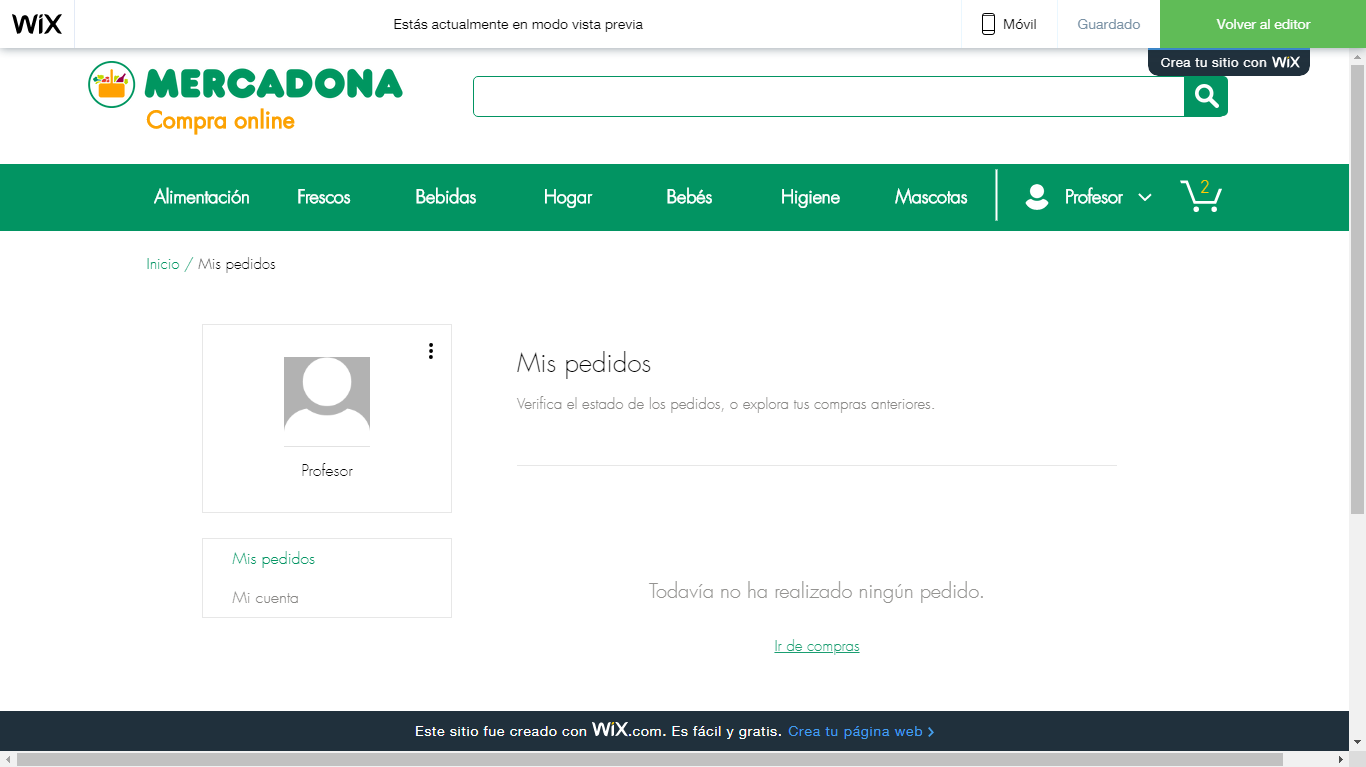 WiX
Estás actualmente en modo vista previa
Móvil
Guardado
Volver al editor
Crea tu sitio con WiX
MERCADONA
Compra online
Alimentación
Frescos
Bebidas
Hogar
Bebés
Higiene
Mascotas
Profesor
2
Inicio / Mis pedidos
Profesor
Mis pedidos
Mi cuenta
Mis pedidos
Verifica el estado de los pedidos, o explora tus compras anteriores.
Todavía no ha realizado ningún pedido.
Ir de compras
Este sitio fue creado con WiX.com. Es fácil y gratis. Crea tu página web >